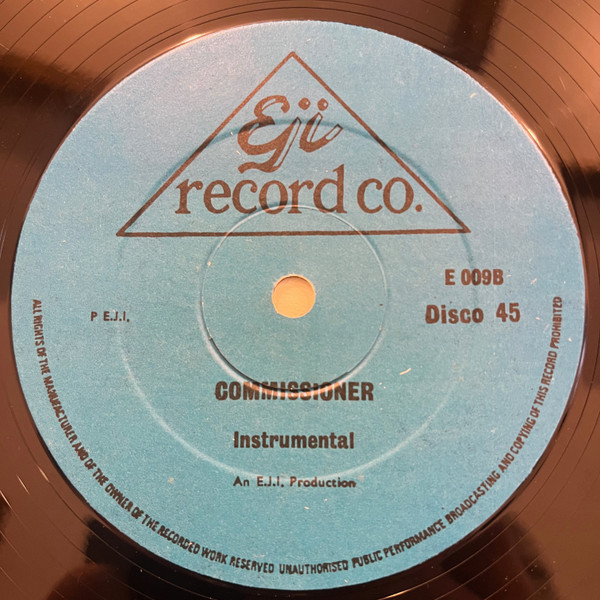 Eji
record co.
E 009B
Disco 45
P E.J.I.
COMMISSIONER
Instrumental
An E.J.I. Production
ALL RIGHTS OF THE MANUFACTURER AND OF THE OWNER OF THE RECORDED WORK RESERVED UNAUTHORISED PUBLIC PERFORMANCE BROADCASTING AND COPYING OF THIS RECORD PROHIBITED